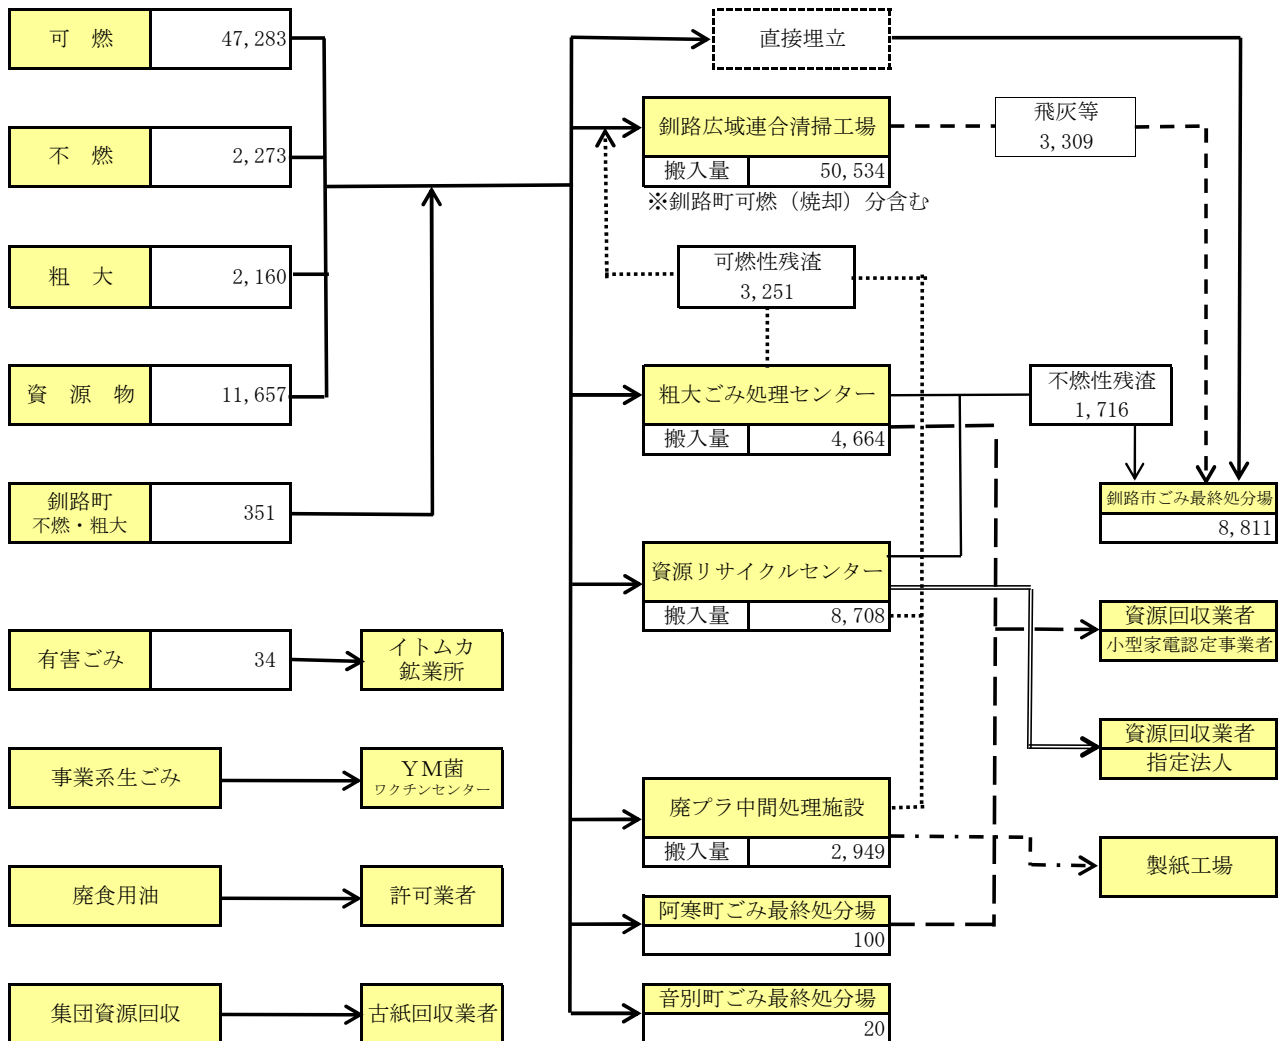 可　燃
47,283
不　燃
2,273
粗　大
2,160
資　源　物
11,657
釧路町
不燃・粗大
351
有害ごみ
34
イトムカ
鉱業所
事業系生ごみ
ＹＭ菌
ワクチンセンター
廃食用油
許可業者
集団資源回収
古紙回収業者
直接埋立
釧路広域連合清掃工場
搬入量
50,534
※釧路町可燃（焼却）分含む
飛灰等
3,309
可燃性残渣
3,251
粗大ごみ処理センター
搬入量
4,664
不燃性残渣
1,716
釧路市ごみ最終処分場
8,811
資源リサイクルセンター
搬入量
8,708
資源回収業者
小型家電認定事業者
資源回収業者
指定法人
廃プラ中間処理施設
搬入量
2,949
製紙工場
阿寒町ごみ最終処分場
100
音別町ごみ最終処分場
20